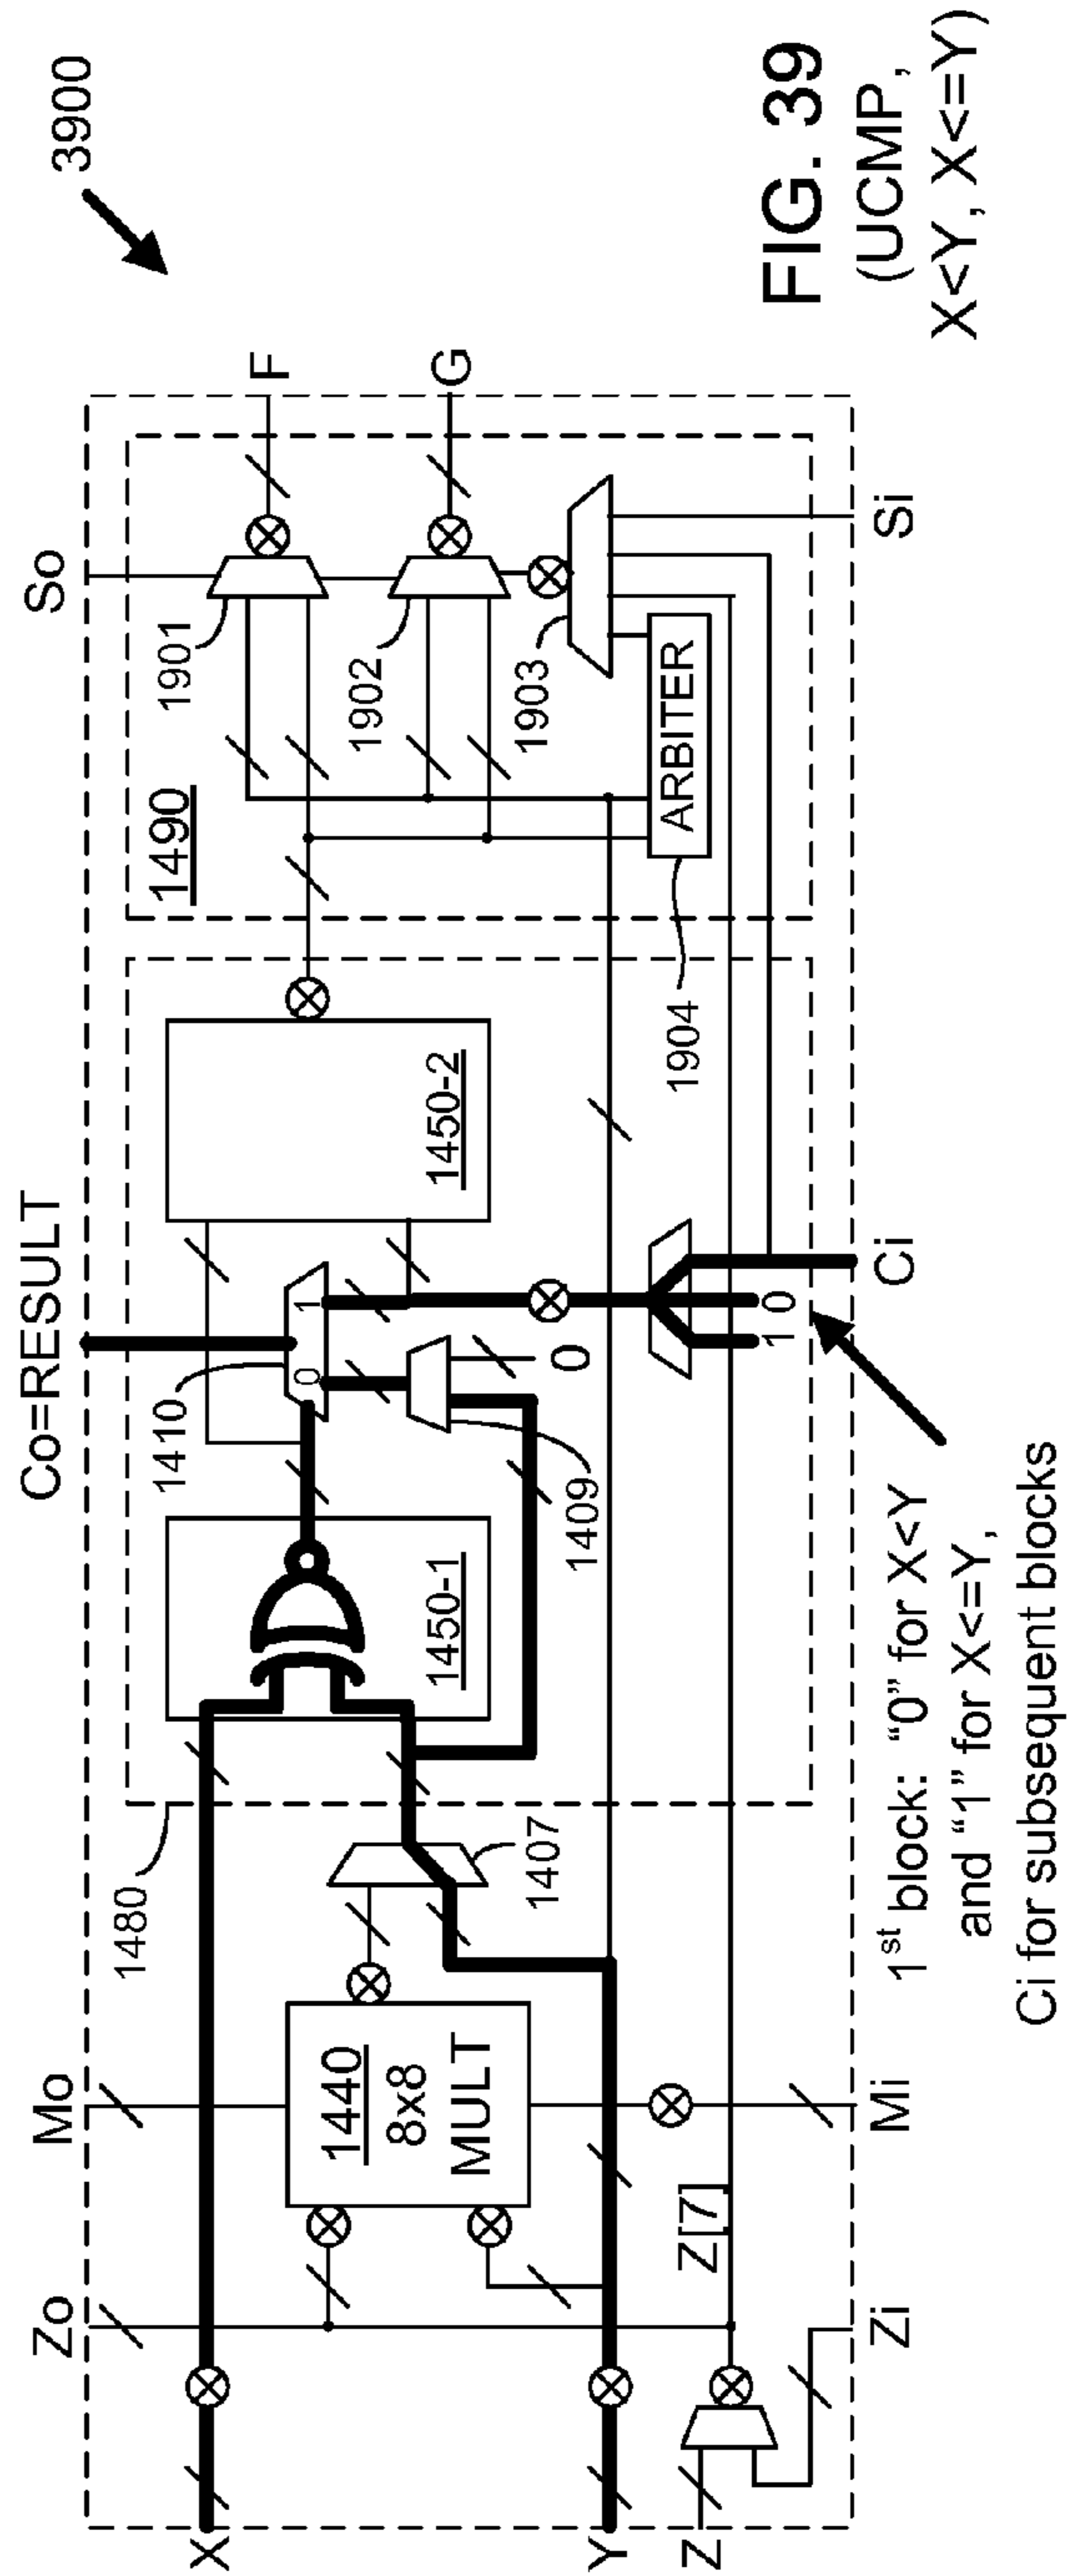 3900
Co=RESULT
So
Zo
Mo
1480
1410
1490
1901
F
X
1440
8x8
MULT
1450-1
0
1
1450-2
1902
G
1407
1409
0
1903
Y
Z[7]
1904
ARBITER
Z
1
0
Zi
Mi
Ci
Si
1st block: "0" for X<Y
and "1" for X<=Y,
Ci for subsequent blocks
FIG. 39
(UCMP,
X<Y, X<=Y)